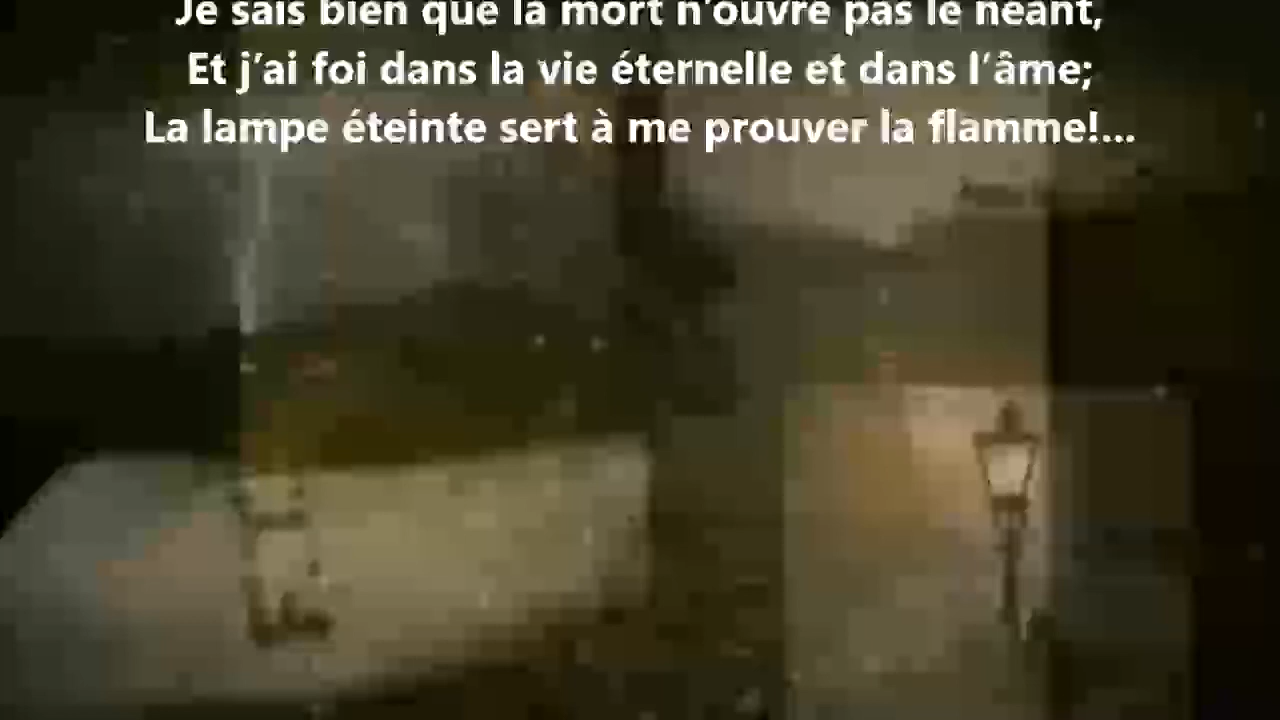 Je sais bien que la mort n'ouvre pas le néant,
Et j'ai foi dans la vie éternelle et dans l'âme;
La lampe éteinte sert à me prouver la flamme!...